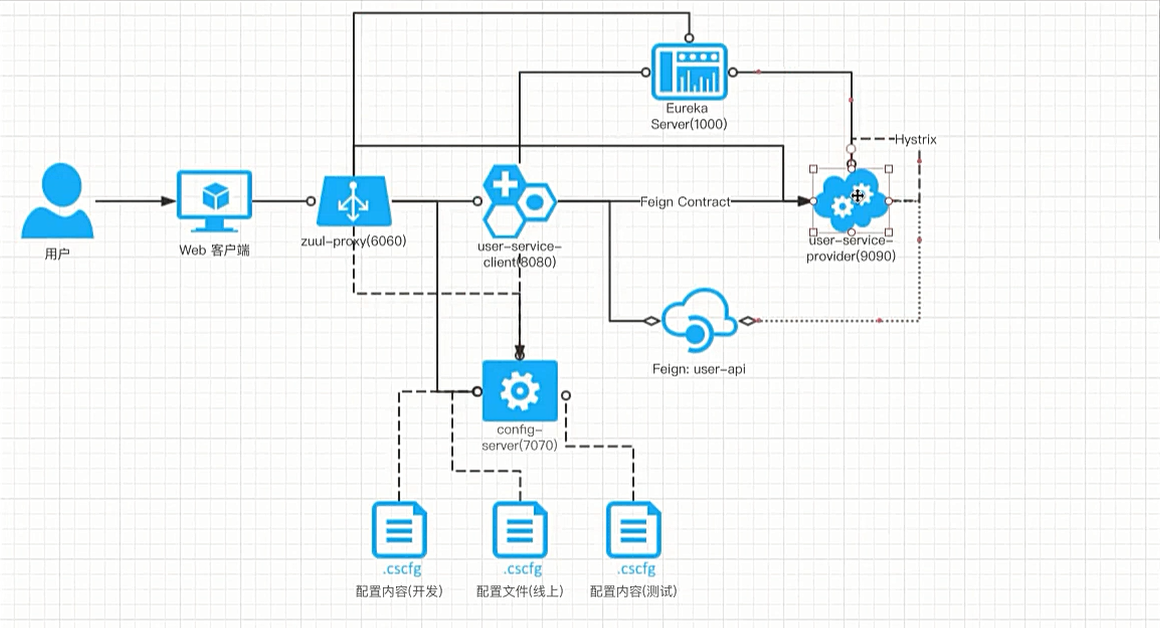 Eureka
Server(1000)
Hystrix
Feign Contract
用户
Web 客户端
zuul-proxy(6060)
user-service-
client(8080)
user-service-
provider(9090)
Feign: user-api
config-
server(7070)
.cscfg
.cscfg
.cscfg
配置内容(开发)
配置文件(线上)
配置内容(测试)